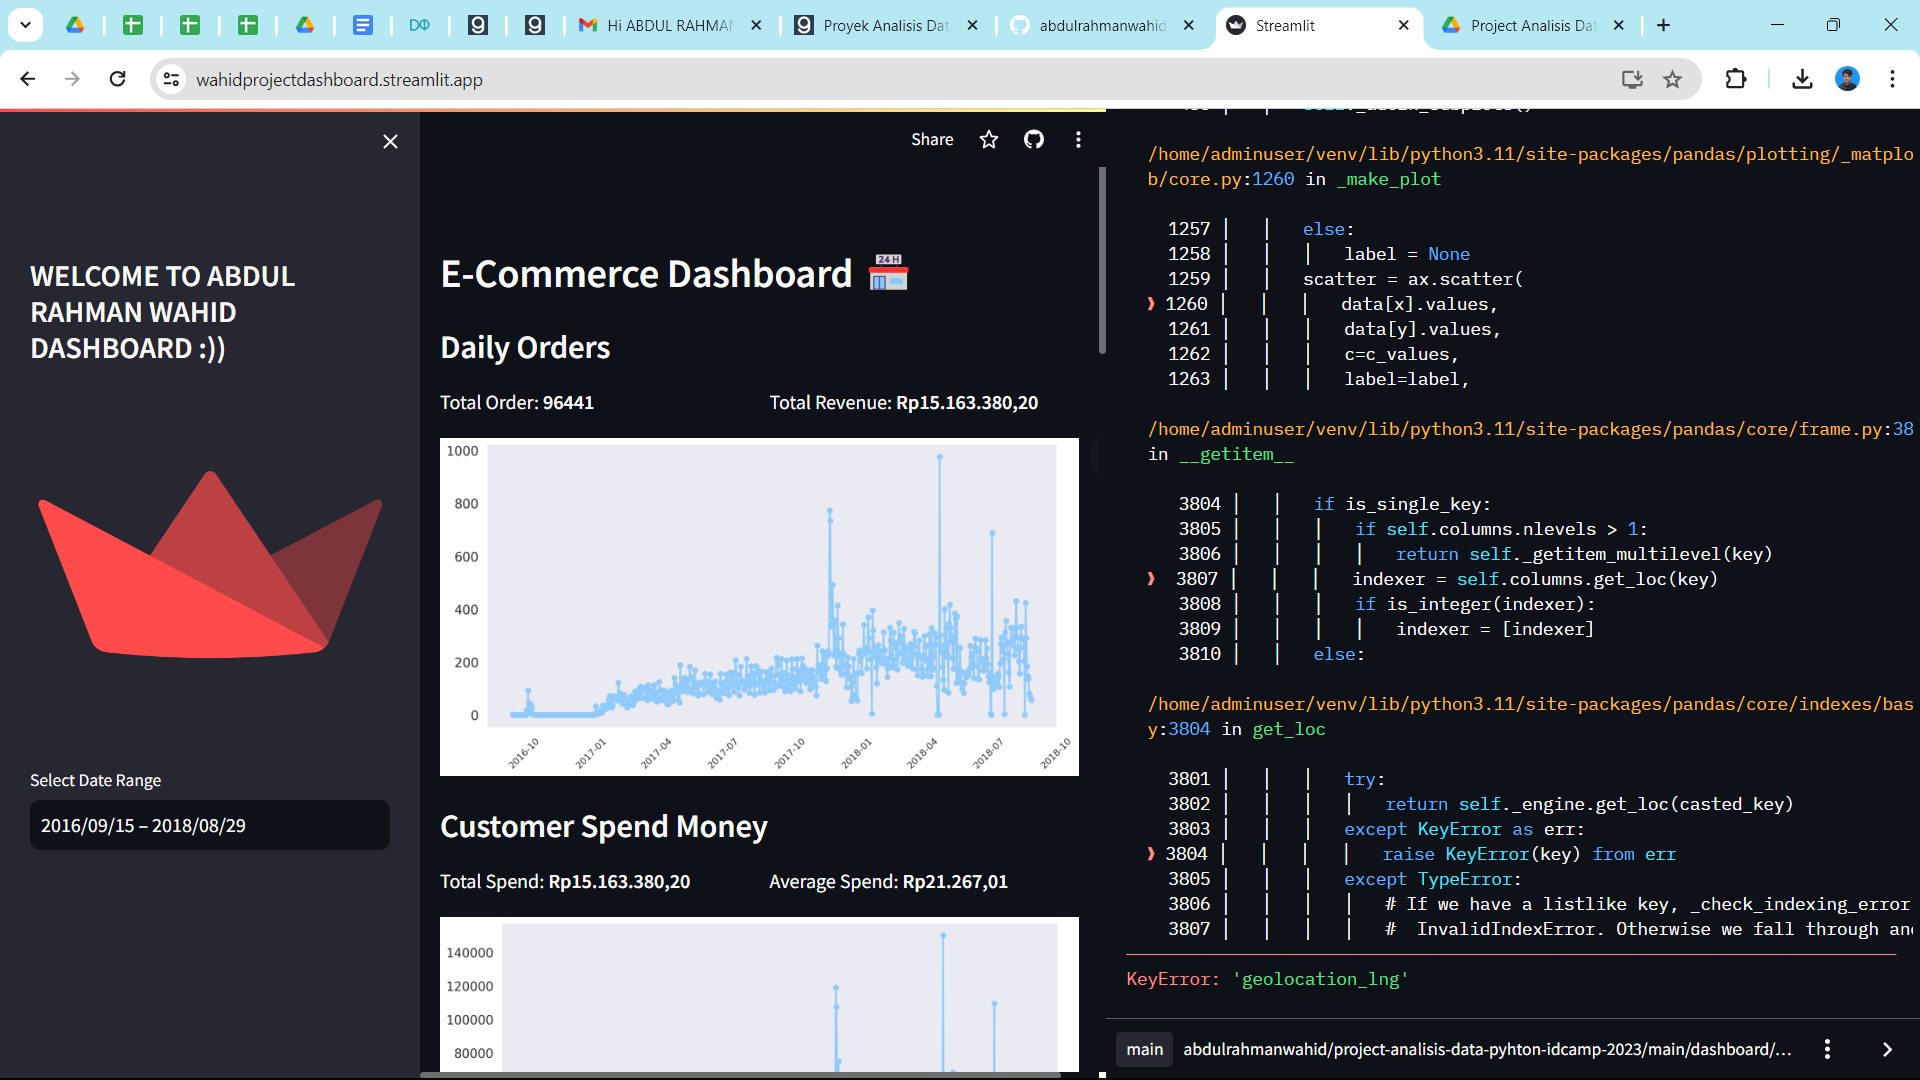 Hi ABDUL RAHMAN
Proyek Analisis Dat
abdulrahmanwahid
Streamlit
Project Analisis Dat
wahidprojectdashboard.streamlit.app
Share
WELCOME TO ABDUL
RAHMAN WAHID
DASHBOARD :))
Select Date Range
2016/09/15 – 2018/08/29
E-Commerce Dashboard
24 H
Daily Orders
Total Order: 96441
Total Revenue: Rp15.163.380,20
1000
800
600
400
200
0
2016-10
2017-01
2017-04
2017-07
2017-10
2018-01
2018-04
2018-07
2018-10
Customer Spend Money
Total Spend: Rp15.163.380,20
Average Spend: Rp21.267,01
140000
120000
100000
80000
/home/adminuser/venv/lib/python3.11/site-packages/pandas/plotting/_matplo
b/core.py:1260 in _make_plot
1257 │ │ else:
1258 │ │ │ label = None
1259 │ │ scatter = ax.scatter(
❱ 1260 │ │ │ data[x].values,
1261 │ │ │ data[y].values,
1262 │ │ │ c=c_values,
1263 │ │ │ label=label,
/home/adminuser/venv/lib/python3.11/site-packages/pandas/core/frame.py:38
in __getitem__
3804 │ │ if is_single_key:
3805 │ │ │ if self.columns.nlevels > 1:
3806 │ │ │ │ return self._getitem_multilevel(key)
❱ 3807 │ │ │ indexer = self.columns.get_loc(key)
3808 │ │ │ if is_integer(indexer):
3809 │ │ │ │ indexer = [indexer]
3810 │ │ else:
/home/adminuser/venv/lib/python3.11/site-packages/pandas/core/indexes/bas
y:3804 in get_loc
3801 │ │ │ try:
3802 │ │ │ │ return self._engine.get_loc(casted_key)
3803 │ │ │ except KeyError as err:
❱ 3804 │ │ │ │ raise KeyError(key) from err
3805 │ │ │ except TypeError:
3806 │ │ │ │ # If we have a listlike key, _check_indexing_error
3807 │ │ │ │ # InvalidIndexError. Otherwise we fall through and
KeyError: 'geolocation_lng'
main abdulrahmanwahid/project-analisis-data-pyhton-idcamp-2023/main/dashboard/...